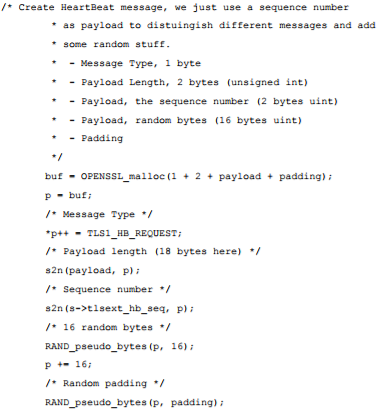 /* Create HeartBeat message, we just use a sequence number
* as payload to distuingish different messages and add
* some random stuff.
* - Message Type, 1 byte
* - Payload Length, 2 bytes (unsigned int)
* - Payload, the sequence number (2 bytes uint)
* - Payload, random bytes (16 bytes uint)
* - Padding
*/
buf = OPENSSL_malloc(1 + 2 + payload + padding);
p = buf;
/* Message Type */
*p++ = TLS1_HB_REQUEST;
/* Payload length (18 bytes here) */
s2n(payload, p);
/* Sequence number */
s2n(s->tlsext_hb_seq, p);
/* 16 random bytes */
RAND_pseudo_bytes(p, 16);
p += 16;
/* Random padding */
RAND_pseudo_bytes(p, padding);